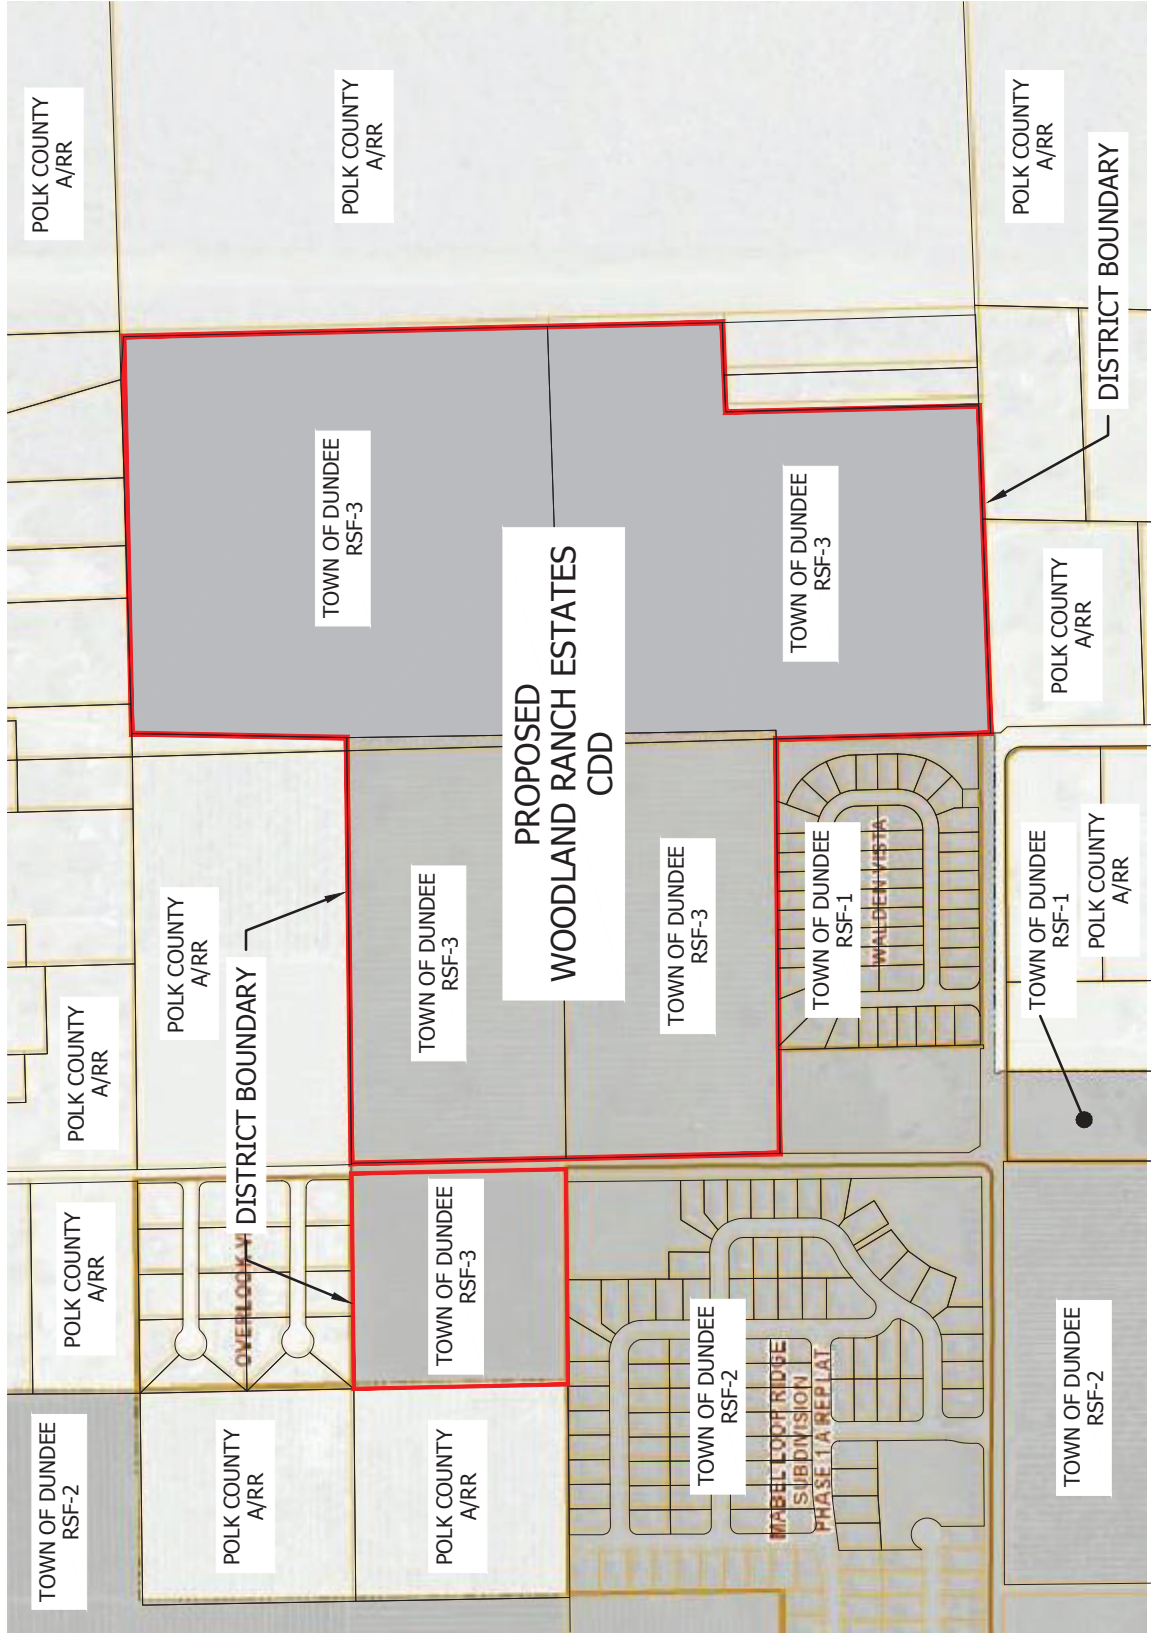 TOWN OF DUNDEE
RSF-2
POLK COUNTY
A/RR
POLK COUNTY
A/RR
POLK COUNTY
A/RR
POLK COUNTY
A/RR
POLK COUNTY
A/RR
OVERLOOK
DISTRICT BOUNDARY
TOWN OF DUNDEE
RSF-3
POLK COUNTY
A/RR
POLK COUNTY
A/RR
TOWN OF DUNDEE
RSF-3
TOWN OF DUNDEE
RSF-3
PROPOSED
WOODLAND RANCH ESTATES
CDD
TOWN OF DUNDEE
RSF-3
TOWN OF DUNDEE
RSF-2
MABEL LOOP RIDGE
SUBDIVISION
PHASE 1A REPLAT
TOWN OF DUNDEE
RSF-1
WALDEN VISTA
TOWN OF DUNDEE
RSF-3
TOWN OF DUNDEE
RSF-2
TOWN OF DUNDEE
RSF-1
POLK COUNTY
A/RR
POLK COUNTY
A/RR
DISTRICT BOUNDARY
POLK COUNTY
A/RR